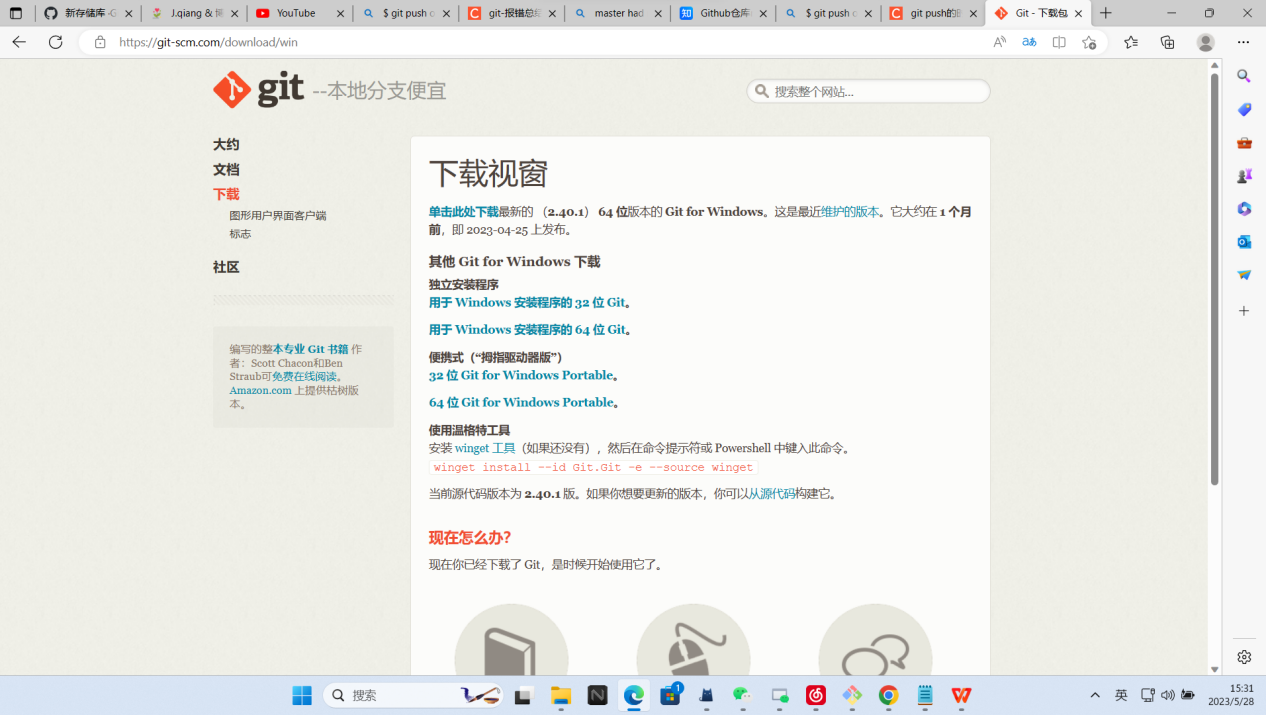 新存储库 ·G
J.qiang & 拥
YouTube
$ git push o
git-报错总结
master had
知 Github仓库
$ git push o
git push的时
Git - 下载包
https://git-scm.com/download/win
git --本地分支便宜
搜索整个网站...
大约
文档
下载
图形用户界面客户端
标志
社区
编写的整本专业 Git 书籍 作
者：Scott Chacon和Ben
Straub可免费在线阅读。
Amazon.com 上提供枯树版
本。
下载视窗
单击此处下载最新的 （2.40.1） 64 位版本的 Git for Windows。这是最近维护的版本。它大约在 1 个月
前，即 2023-04-25 上发布。
其他 Git for Windows 下载
独立安装程序
用于 Windows 安装程序的 32 位 Git。
用于 Windows 安装程序的 64 位 Git。
便携式（“拇指驱动器版”）
32 位 Git for Windows Portable。
64 位 Git for Windows Portable。
使用温格特工具
安装 winget 工具（如果还没有），然后在命令提示符或 Powershell 中键入此命令。
winget install --id Git.Git -e --source winget
当前源代码版本为 2.40.1 版。如果你想要更新的版本，你可以从源代码构建它。
现在怎么办?
现在你已经下载了 Git，是时候开始使用它了。
搜索
1
英
15:31
2023/5/28